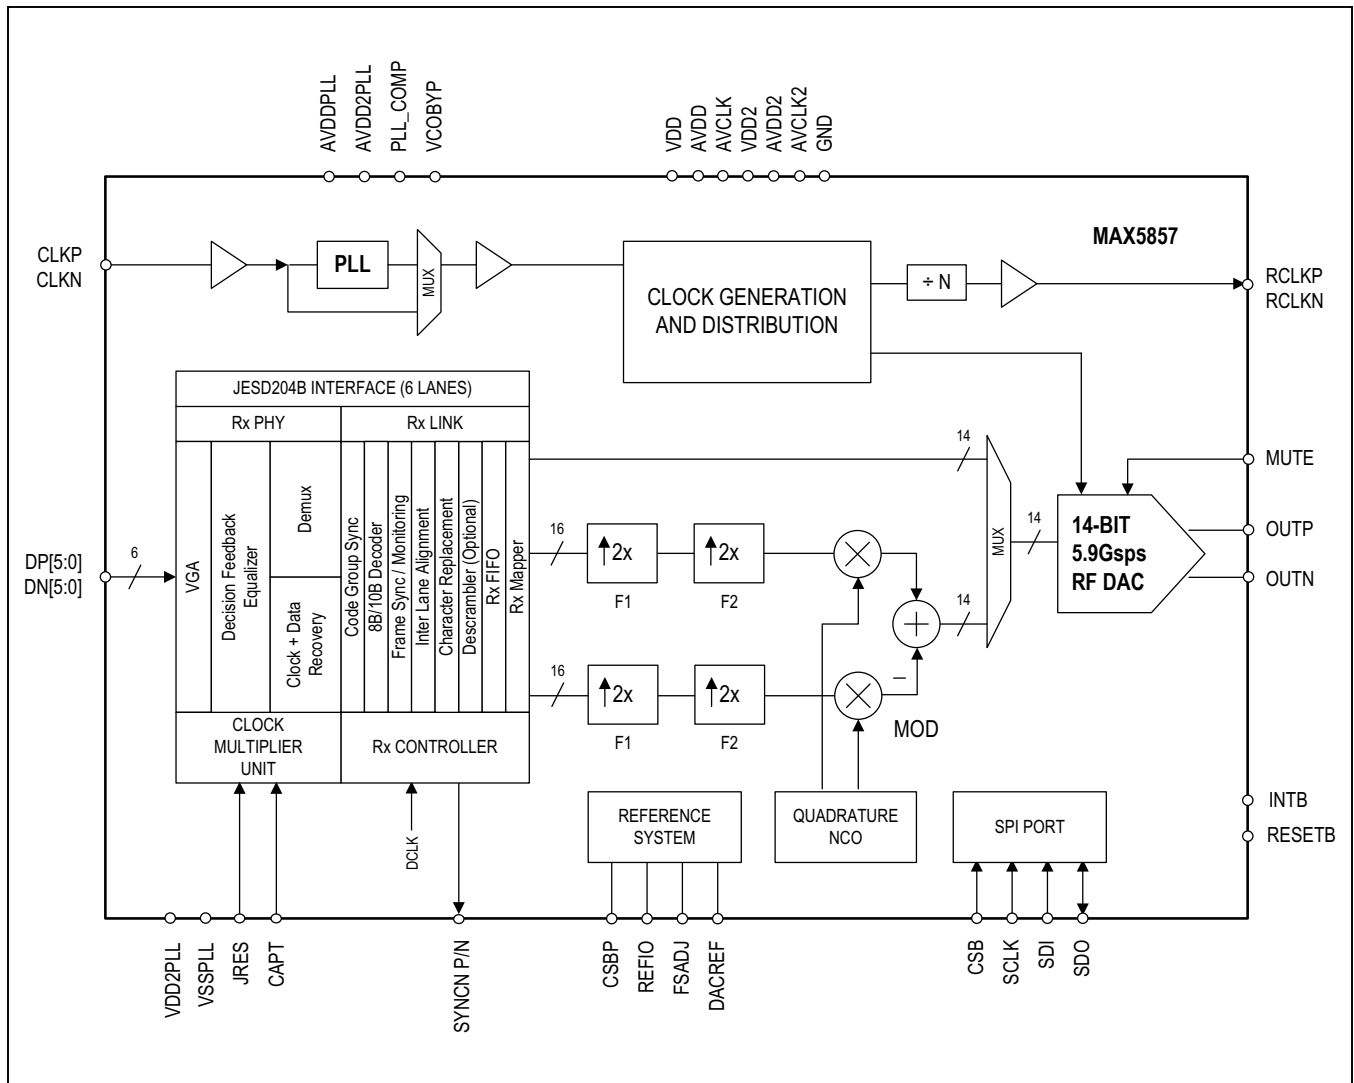 AVDDPLL
AVDD2PLL
PLL_COMP
VCOBYP
VDD
AVDD
AVCLK
VDD2
AVDD2
AVCLK2
GND
MAX5857
CLKP
CLKN
PLL
MUX
CLOCK GENERATION
AND DISTRIBUTION
÷ N
RCLKP
RCLKN
JESD204B INTERFACE (6 LANES)
Rx PHY
Rx LINK
VGA
Decision Feedback
Equalizer
Demux
Clock + Data
Recovery
Code Group Sync
8B/10B Decoder
Frame Sync / Monitoring
Inter Lane Alignment
Character Replacement
Descrambler (Optional)
Rx FIFO
Rx Mapper
CLOCK
MULTIPLIER
UNIT
Rx CONTROLLER
DP[5:0]
DN[5:0]
6
14
16
2x
F1
2x
F2
16
2x
F1
2x
F2
–
MOD
14
MUX
14
14-BIT
5.9Gsps
RF DAC
MUTE
OUTP
OUTN
INTB
RESETB
DCLK
REFERENCE
SYSTEM
QUADRATURE
NCO
SPI PORT
VDD2PLL
VSSPLL
JRES
CAPT
SYNCN P/N
CSBP
REFIO
FSADJ
DACREF
CSB
SCLK
SDI
SDO